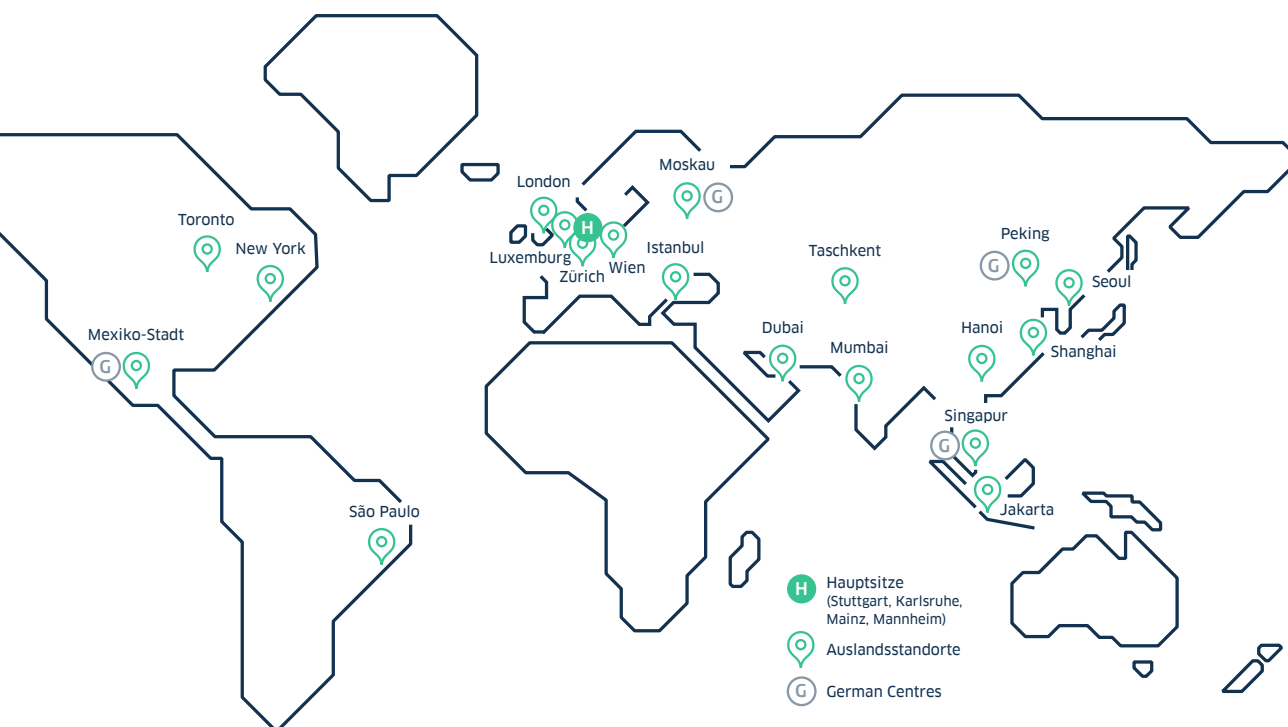 Moskau
G
London
Toronto
H
Peking
New York
Istanbul
Taschkent
G
Luxemburg
Wien
Zürich
Seoul
Mexiko-Stadt
G
Dubai
Hanoi
Mumbai
Shanghai
Singapur
G
São Paulo
Jakarta
H
Hauptsitze
(Stuttgart, Karlsruhe,
Mainz, Mannheim)
Auslandsstandorte
G
German Centres